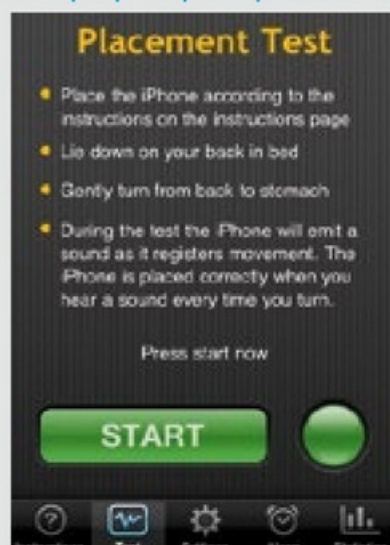 Placement Test
Place the iPhone according to the
instructions on the instructions page
Lie down on your back in bed
Gently turn from back to stomach
During the test the iPhone will emit a
sound as it registers movement. The
iPhone is placed correctly when you
hear a sound every time you turn.
Press start now
START